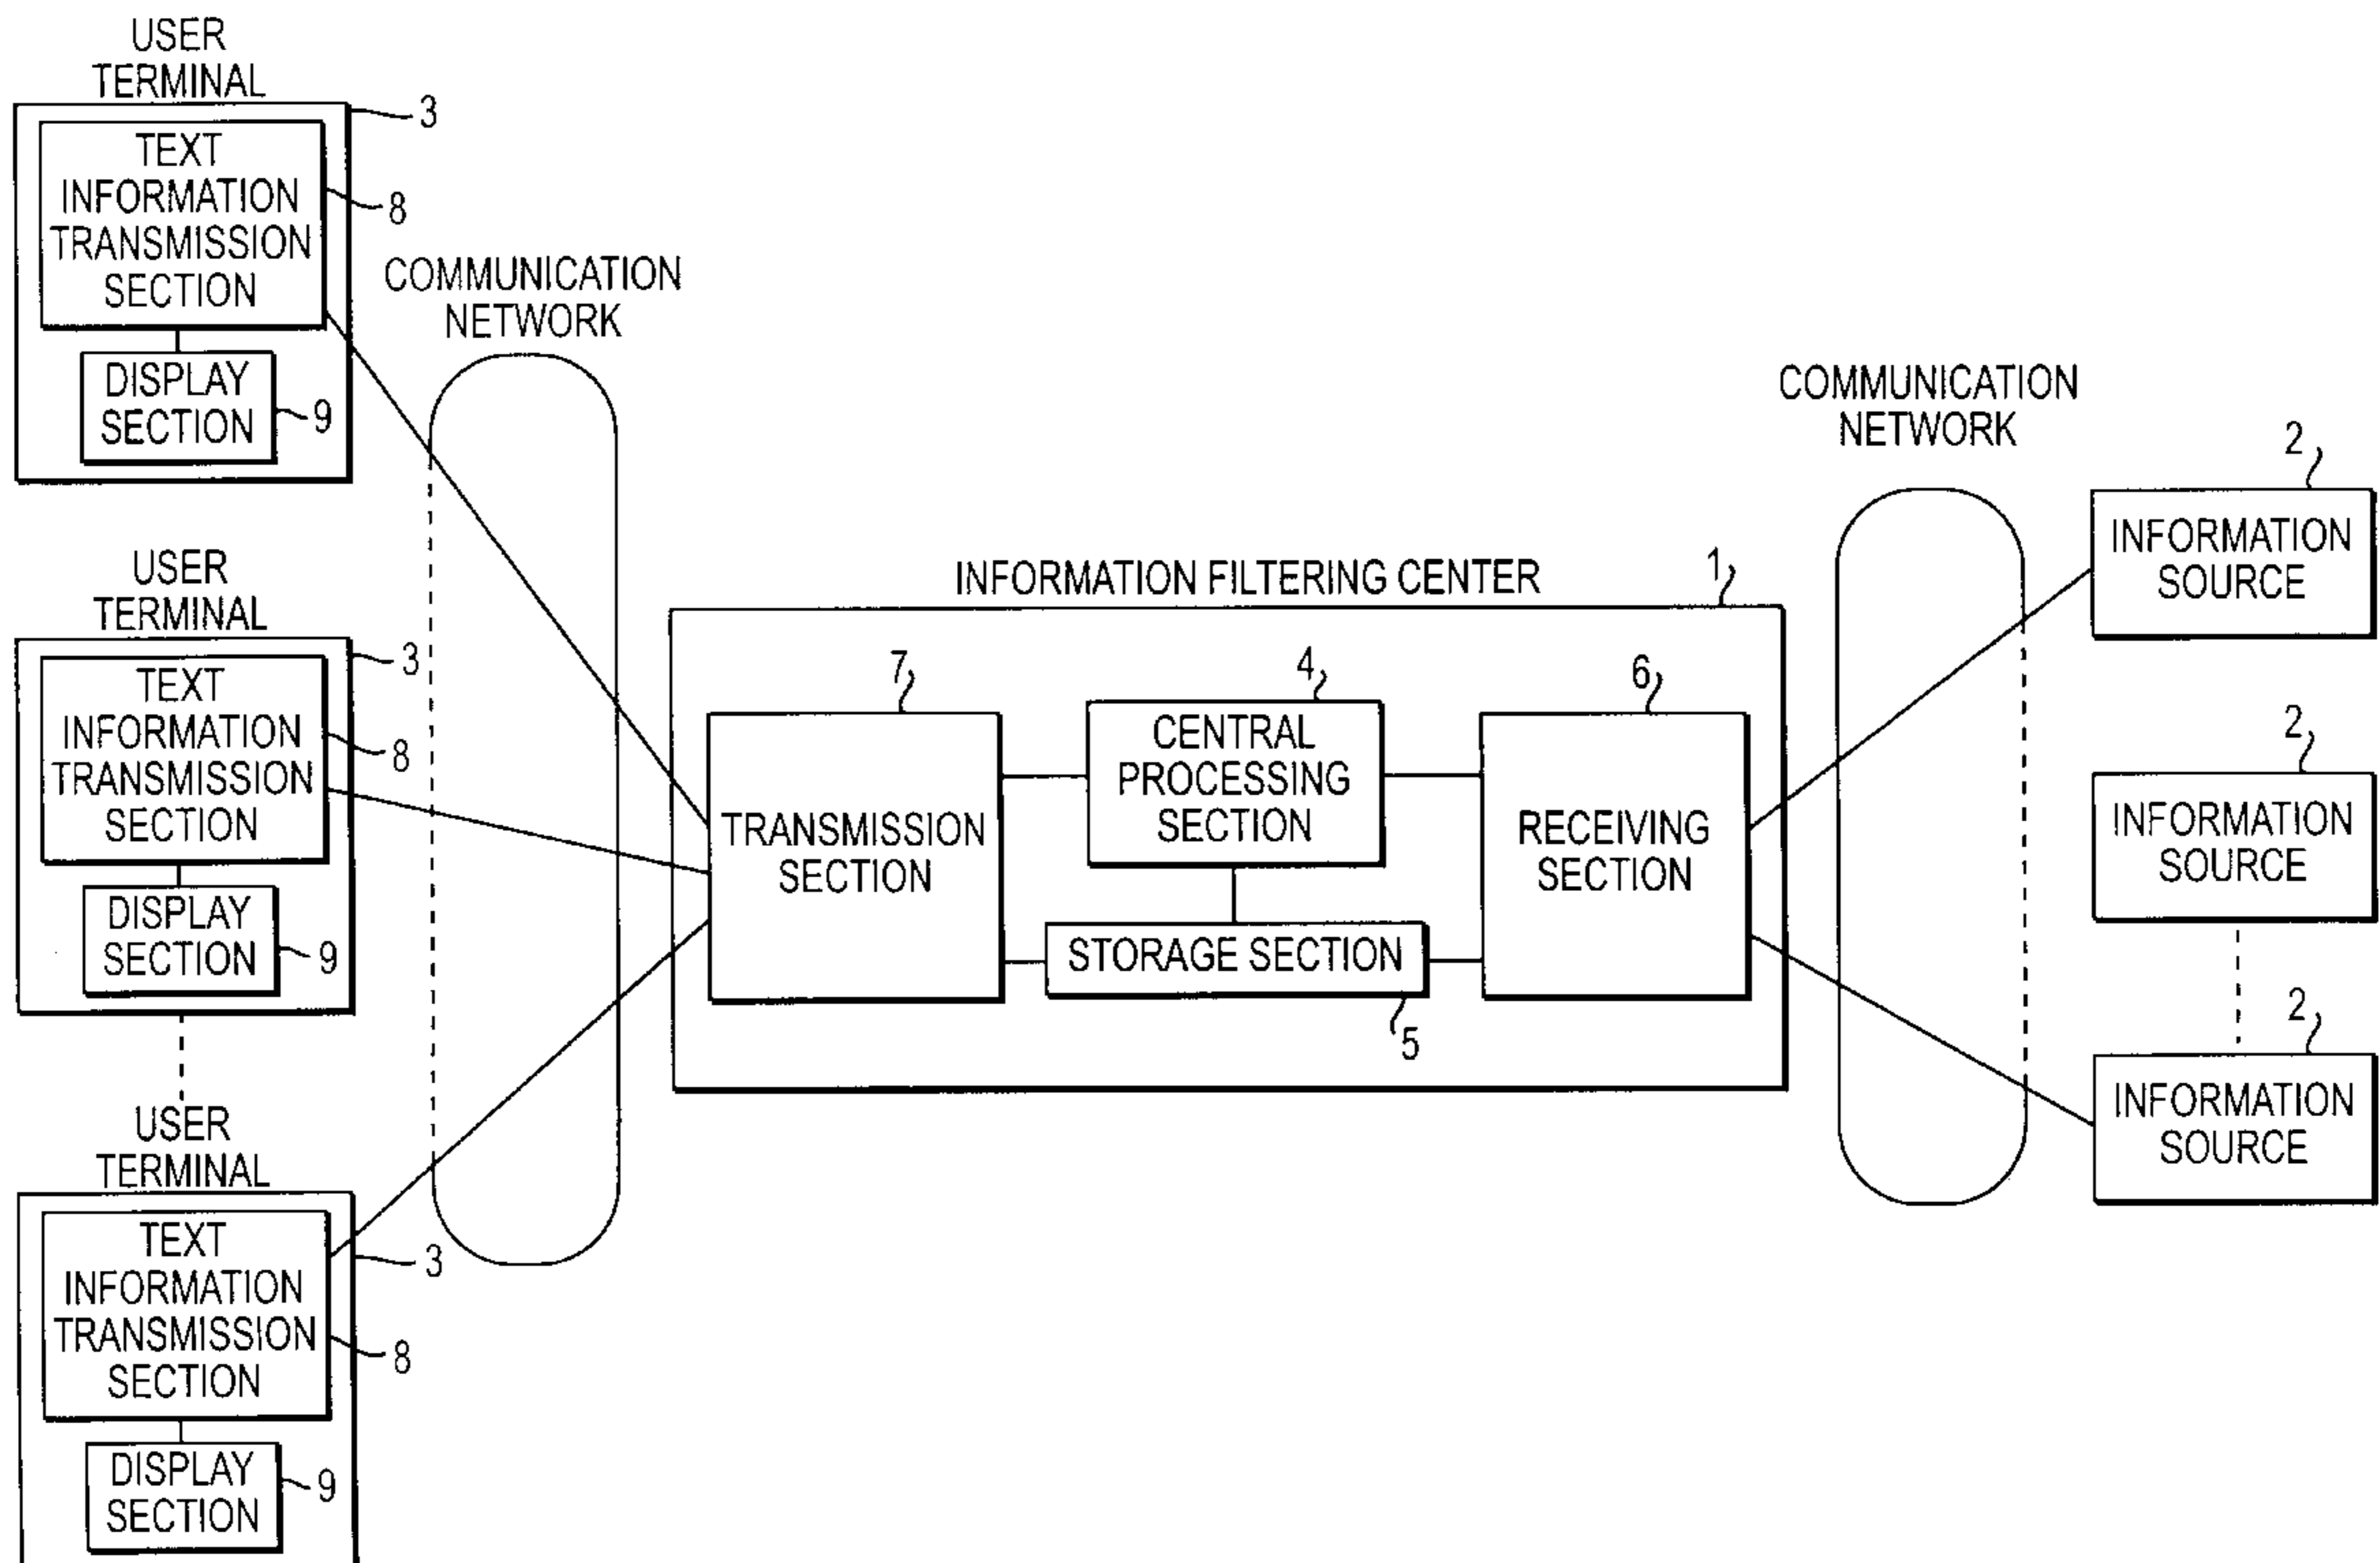 USER
TERMINAL
3
TEXT
INFORMATION
TRANSMISSION
SECTION
8
DISPLAY
SECTION
9
USER
TERMINAL
3
TEXT
INFORMATION
TRANSMISSION
SECTION
8
DISPLAY
SECTION
9
USER
TERMINAL
3
TEXT
INFORMATION
TRANSMISSION
SECTION
8
DISPLAY
SECTION
9
COMMUNICATION
NETWORK
INFORMATION FILTERING CENTER
1
7
TRANSMISSION
SECTION
4
CENTRAL
PROCESSING
SECTION
STORAGE SECTION
5
6
RECEIVING
SECTION
COMMUNICATION
NETWORK
2
INFORMATION
SOURCE
2
INFORMATION
SOURCE
2
INFORMATION
SOURCE